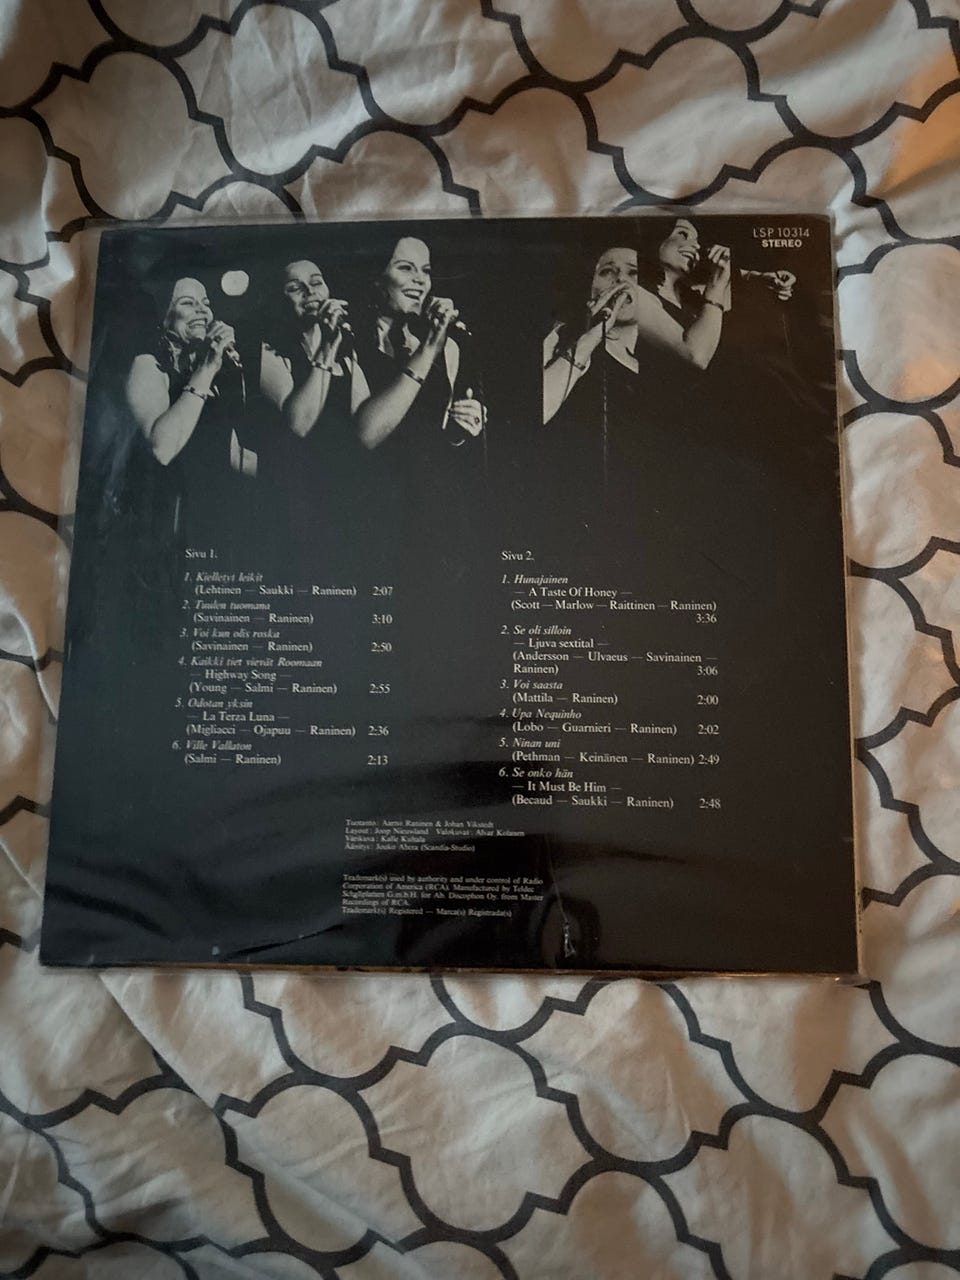 LSP 10314
STEREO
Sivu 1.
1. Kielletyt leikit
(Lehtinen — Saukki — Raninen) 2:07
2. Tuulen tuomana
(Savinainen — Raninen) 3:10
3. Voi kun olis roska
(Savinainen — Raninen) 2:50
4. Kaikki tiet vievät Roomaan
— Highway Song —
(Young — Salmi — Raninen) 2:55
5. Odotan yksin
— La Terza Luna —
(Migliacci — Ojapuu — Raninen) 2:36
6. Ville Vallaton
(Salmi — Raninen) 2:13
Sivu 2.
1. Hunajainen
— A Taste Of Honey —
(Scott — Marlow — Raittinen — Raninen)
3:36
2. Se oli silloin
— Ljuva sextital —
(Andersson — Ulvaeus — Savinainen —
Raninen) 3:06
3. Voi saasta
(Mattila — Raninen) 2:00
4. Upa Nequinho
(Lobo — Guarnieri — Raninen) 2:02
5. Ninan uni
(Pethman — Keinänen — Raninen) 2:49
6. Se onko hän
— It Must Be Him —
(Becaud — Saukki — Raninen) 2:48
Tuotanto: Aarno Raninen & Johan Vikstedt
Layout: Joop Nieuwland Valokuvat: Alvar Kolanen
Värikuva: Kalle Kultala
Äänitys: Jouko Ahera (Scandia-Studio)
Trademark(s) used by authority and under control of Radio
Corporation of America (RCA). Manufactured by Teldec
Schallplatten G.m.b.H. for Ab. Discophon Oy. from Master
Recordings of RCA.
Trademark(s) Registered — Marca(s) Registrada(s)